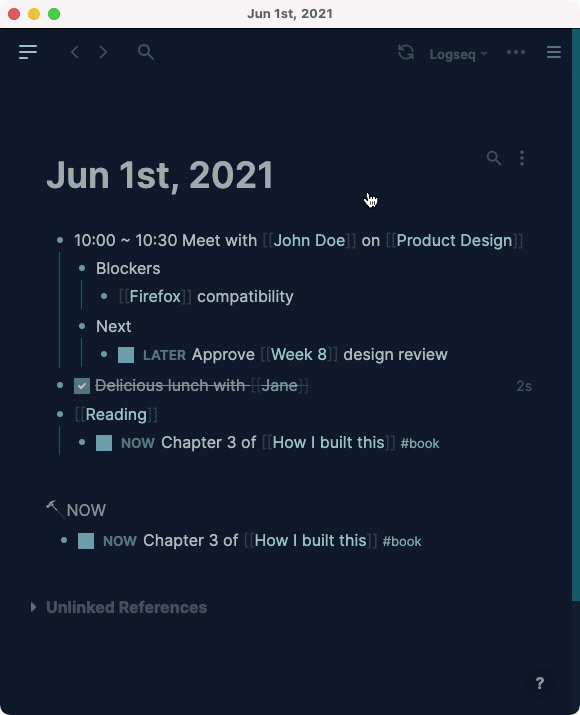 Jun 1st, 2021
Logseq
Jun 1st, 2021
10:00 ~ 10:30 Meet with [[John Doe]] on [[Product Design]]
Blockers
[[Firefox]] compatibility
Next
LATER Approve [[Week 8]] design review
Delicious lunch with [[Jane]] 2s
[[Reading]]
NOW Chapter 3 of [[How I built this]] #book
NOW
NOW Chapter 3 of [[How I built this]] #book
Unlinked References
?